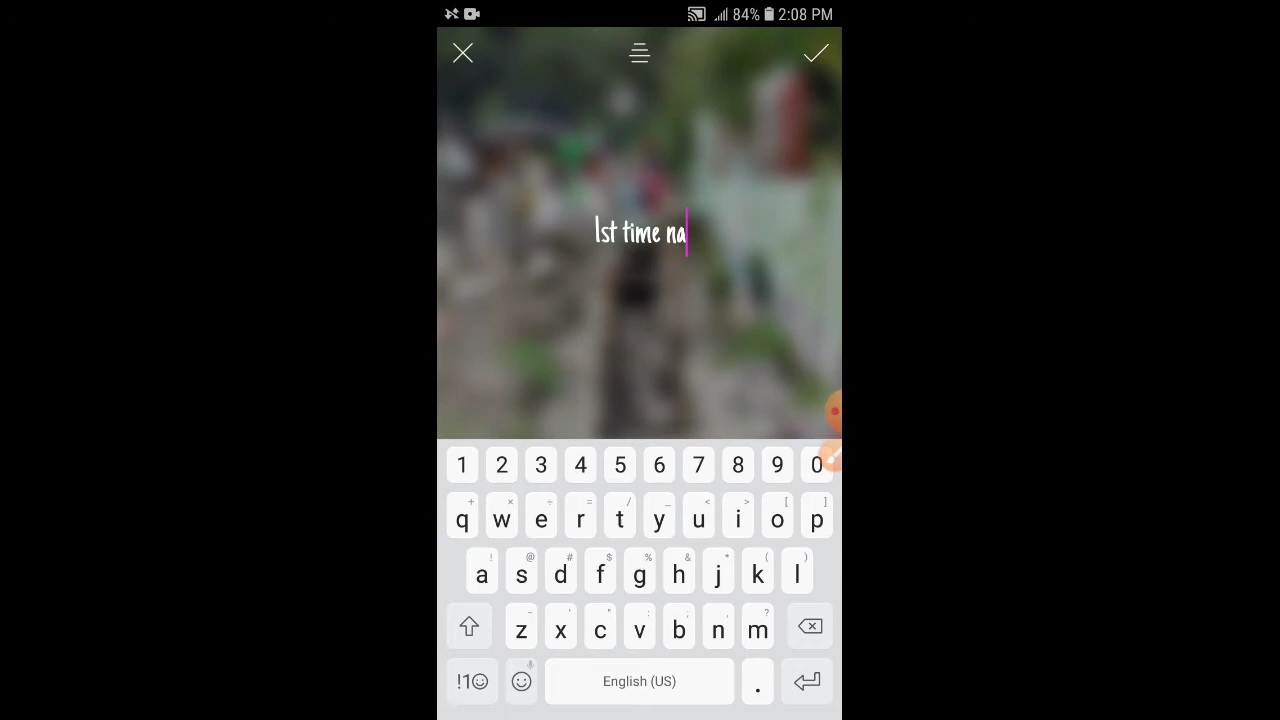 84% 2:08 PM
1st time na
1 2 3 4 5 6 7 8 9 0
+ × ÷ = / _ < > [ ]
q w e r t y u i o p
! @ # $ % & * ( )
a s d f g h j k l
- ' " : ; , ?
z x c v b n m
!1☺ English (US) .